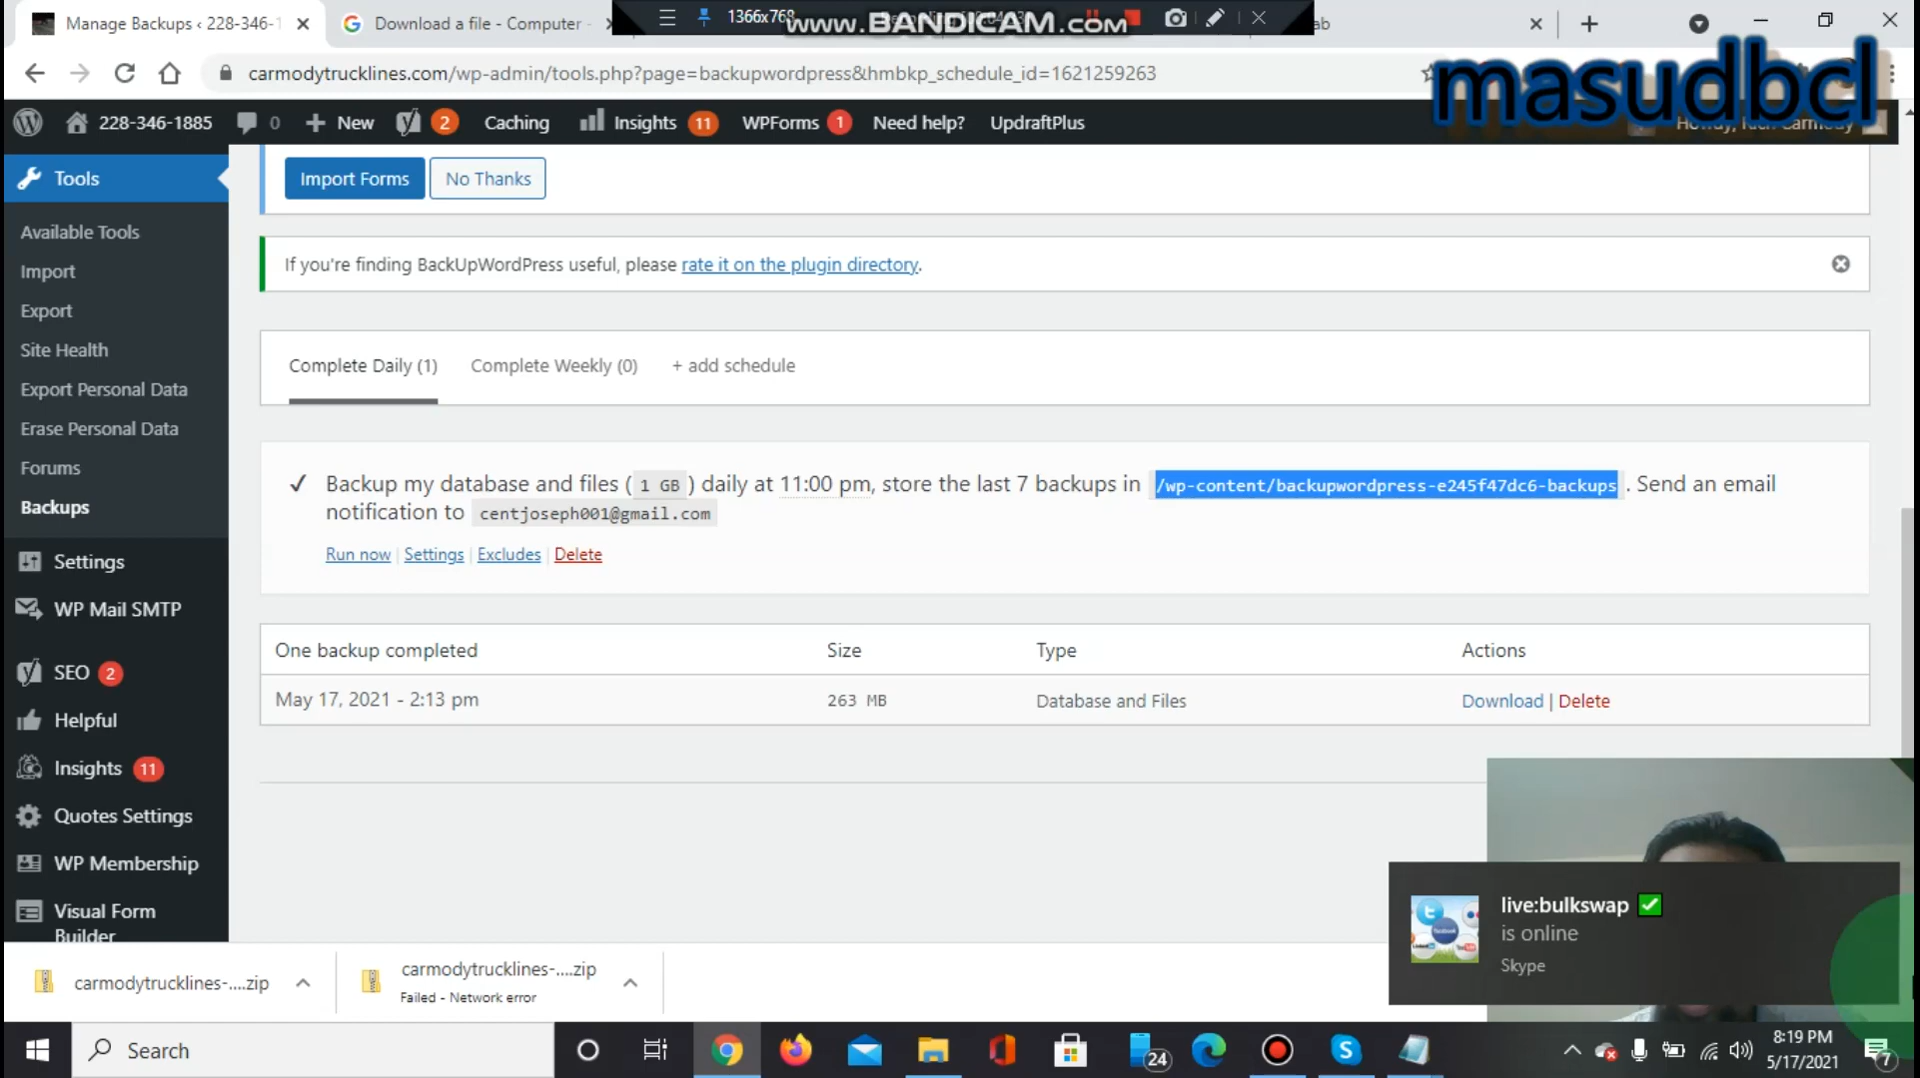 Manage Backups ‹ 228-346-1
Download a file - Computer
1366x768
www.BANDICAM.com
ab
carmodytrucklines.com/wp-admin/tools.php?page=backupwordpress&hmbkp_schedule_id=1621259263
masudbcl
228-346-1885
0
New
2
Caching
Insights 11
WPForms 1
Need help?
UpdraftPlus
Howdy, Rich Carmody
Tools
Import Forms
No Thanks
Available Tools
Import
Export
Site Health
Export Personal Data
Erase Personal Data
Forums
Backups
Settings
WP Mail SMTP
SEO 2
Helpful
Insights 11
Quotes Settings
WP Membership
Visual Form
Builder
If you're finding BackUpWordPress useful, please rate it on the plugin directory.
Complete Daily (1)
Complete Weekly (0)
+ add schedule
✓ Backup my database and files ( 1 GB ) daily at 11:00 pm, store the last 7 backups in /wp-content/backupwordpress-e245f47dc6-backups . Send an email
notification to centjoseph001@gmail.com
Run now | Settings | Excludes | Delete
One backup completed Size Type Actions
May 17, 2021 - 2:13 pm 263 MB Database and Files Download | Delete
live:bulkswap
is online
Skype
carmodytrucklines-....zip
carmodytrucklines-....zip
Failed - Network error
Search
24
8:19 PM
5/17/2021
7